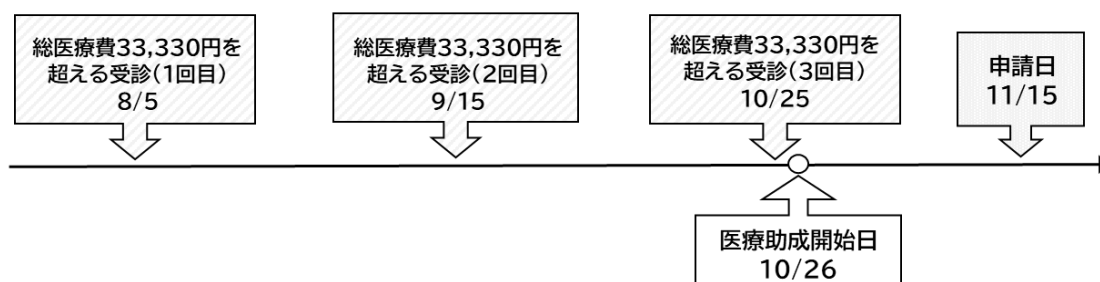 総医療費33,330円を
超える受診(1回目)
8/5
総医療費33,330円を
超える受診(2回目)
9/15
総医療費33,330円を
超える受診(3回目)
10/25
申請日
11/15
医療助成開始日
10/26